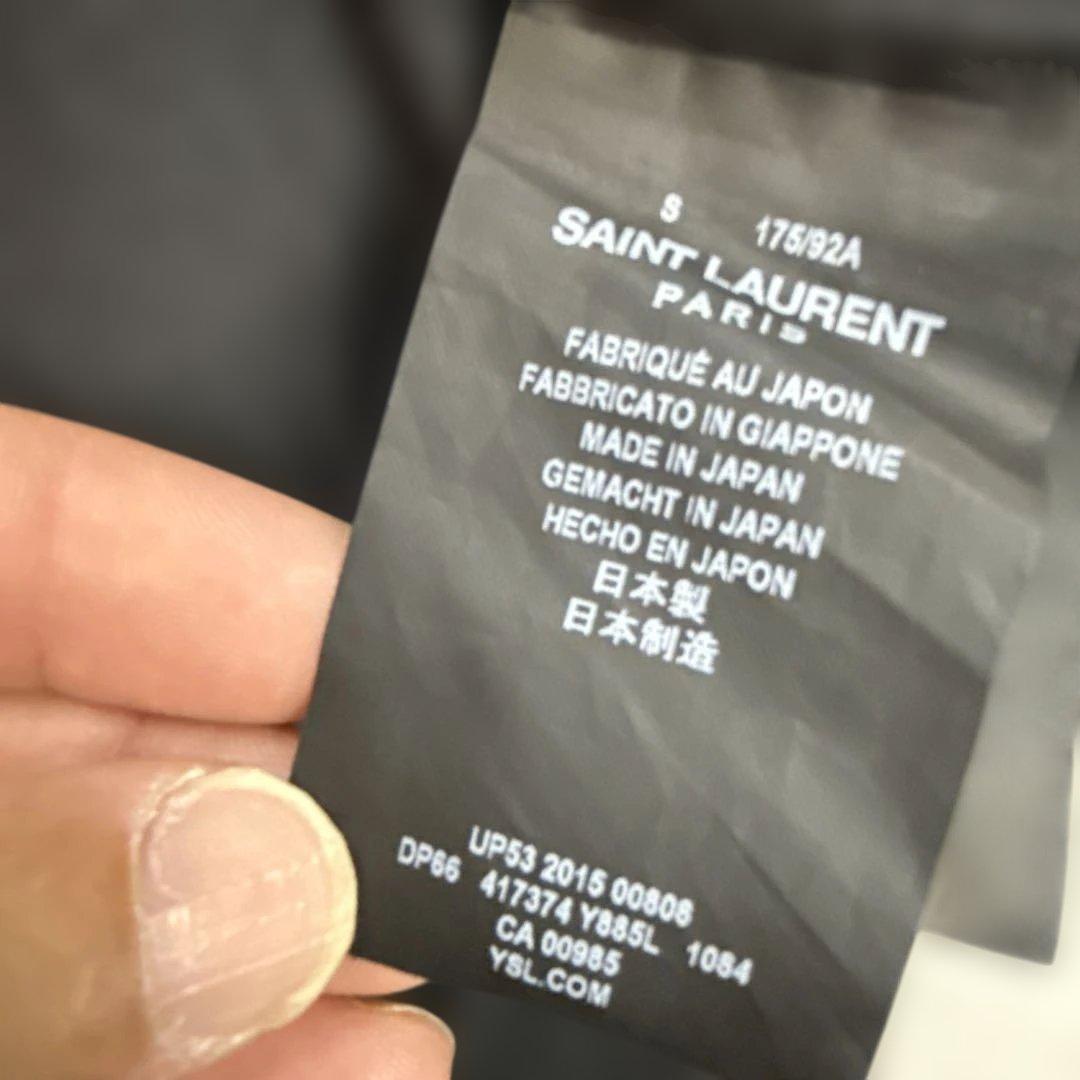 S 175/92A
SAINT LAURENT
PARIS
FABRIQUÉ AU JAPON
FABBRICATO IN GIAPPONE
MADE IN JAPAN
GEMACHT IN JAPAN
HECHO EN JAPON
日本製
日本制造
UP53 2015 00808
DP66 417374 Y885L 1084
CA 00985
YSL.COM